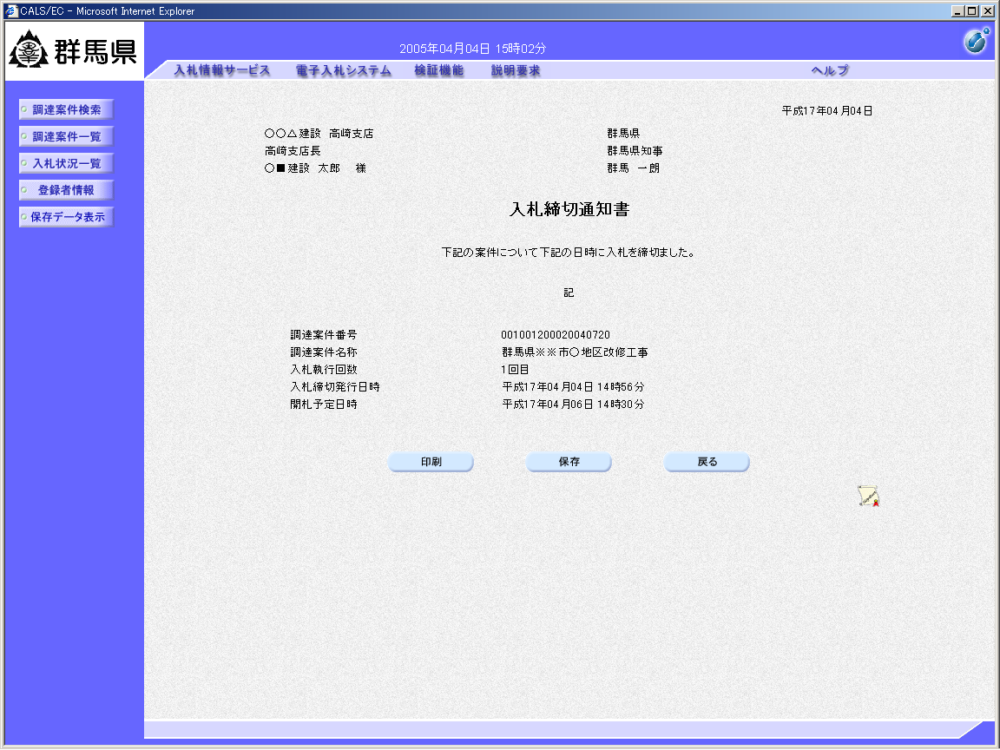 CALS/EC - Microsoft Internet Explorer
群馬県
2005年04月04日 15時02分
入札情報サービス 電子入札システム 検証機能 説明要求 ヘルプ
調達案件検索
調達案件一覧
入札状況一覧
登録者情報
保存データ表示
平成17年04月04日
〇〇△建設 高崎支店
高崎支店長
〇■建設 太郎 様
群馬県
群馬県知事
群馬 一朗
入札締切通知書
下記の案件について下記の日時に入札を締切ました。
記
調達案件番号 001001200020040720
調達案件名称 群馬県※※市〇地区改修工事
入札執行回数 1回目
入札締切発行日時 平成17年04月04日 14時56分
開札予定日時 平成17年04月06日 14時30分
印刷 保存 戻る